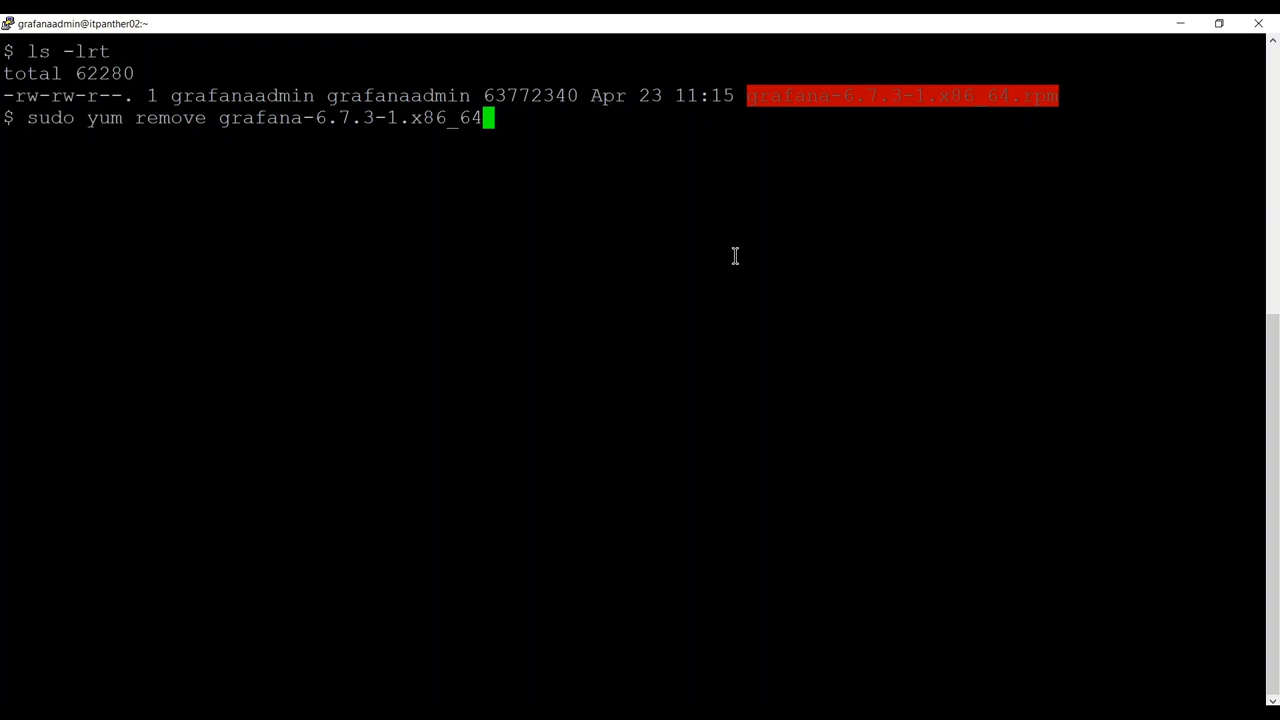 grafanaadmin@itpanther02:~
$ ls -lrt
total 62280
-rw-rw-r--. 1 grafanaadmin grafanaadmin 63772340 Apr 23 11:15 grafana-6.7.3-1.x86_64.rpm
$ sudo yum remove grafana-6.7.3-1.x86_64